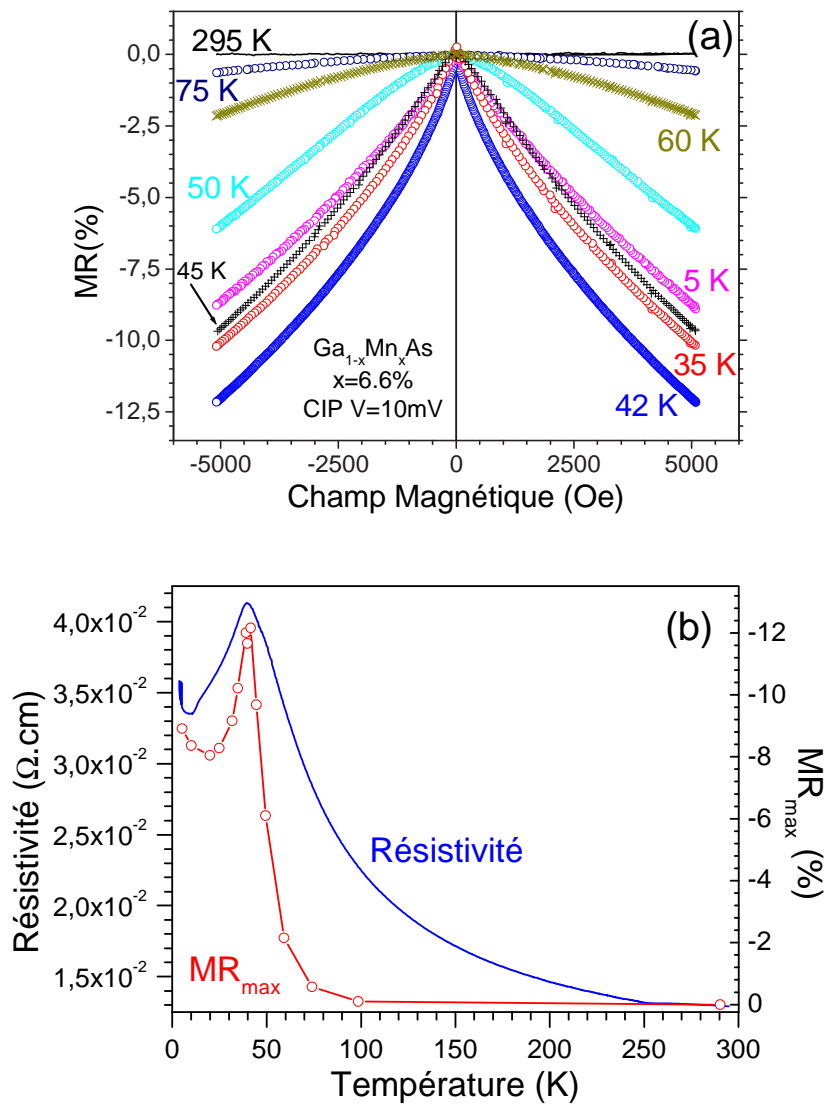 (a)
295 K
75 K
60 K
50 K
45 K
5 K
35 K
42 K
Ga1-xMnxAs
x=6.6%
CIP V=10mV
0,0
-2,5
-5,0
-7,5
-10,0
-12,5
MR(%)
-5000 -2500 0 2500 5000
Champ Magnétique (Oe)
(b)
4,0x10-2
3,5x10-2
3,0x10-2
2,5x10-2
2,0x10-2
1,5x10-2
Résistivité (Ω.cm)
-12
-10
-8
-6
-4
-2
0
MRmax (%)
Résistivité
MRmax
0 50 100 150 200 250 300
Température (K)